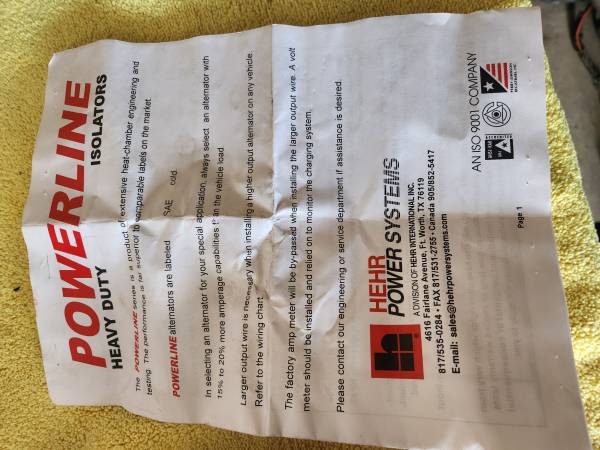 POWERLINE
HEAVY DUTY ISOLATORS
The POWERLINE series is a product of extensive heat-chamber engineering and
testing. The performance is far superior to comparable labels on the market.
POWERLINE alternators are labeled SAE cold
In selecting an alternator for your special application, always select an alternator with
15% to 20% more amperage capabilities than the vehicle load
Larger output wire is necessary when installing a higher output alternator on any vehicle.
Refer to the wiring chart.
The factory amp meter will be by-passed when installing the larger output wire. A volt
meter should be installed and relied on to monitor the charging system.
Please contact our engineering or service department if assistance is desired.
HEHR
POWER SYSTEMS
A DIVISION OF HEHR INTERNATIONAL INC.
4616 Fairlane Avenue, Ft. Worth, TX 76119
817/535-0284 • FAX 817/531-2755 • Canada 905/852-5417
E-mail: sales@hehrpowersystems.com
AN ISO 9001 COMPANY
Page 1